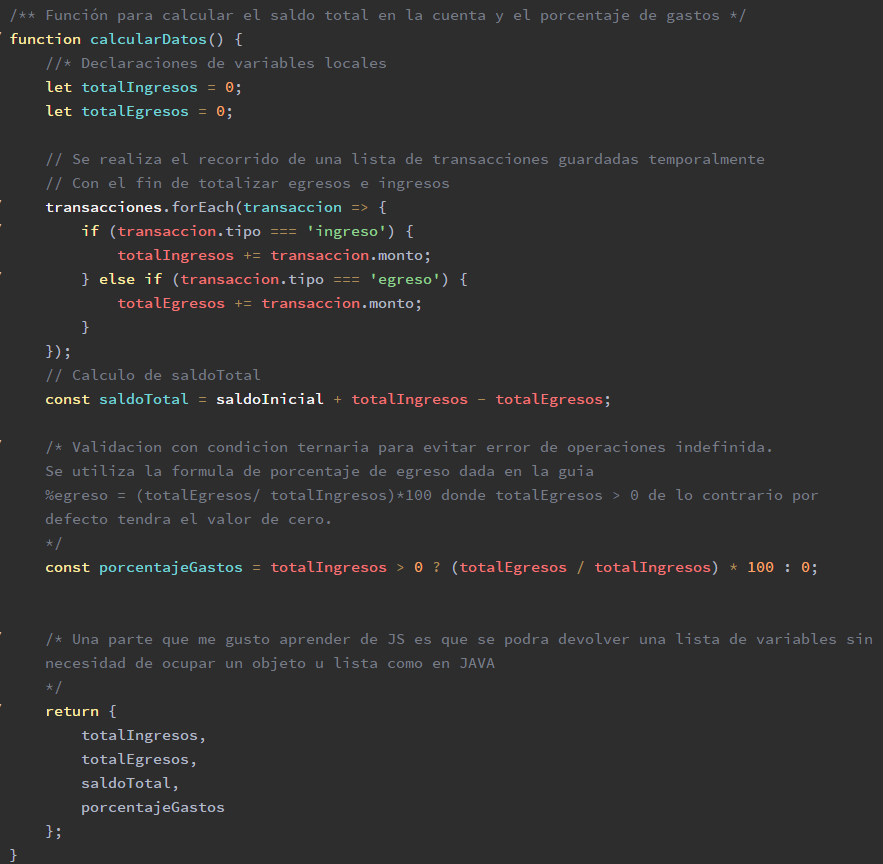 /** Función para calcular el saldo total en la cuenta y el porcentaje de gastos */
function calcularDatos() {
    //* Declaraciones de variables locales
    let totalIngresos = 0;
    let totalEgresos = 0;
    // Se realiza el recorrido de una lista de transacciones guardadas temporalmente
    // Con el fin de totalizar egresos e ingresos
    transacciones.forEach(transaccion => {
        if (transaccion.tipo === 'ingreso') {
            totalIngresos += transaccion.monto;
        } else if (transaccion.tipo === 'egreso') {
            totalEgresos += transaccion.monto;
        }
    });
    // Calculo de saldoTotal
    const saldoTotal = saldoInicial + totalIngresos - totalEgresos;
    /* Validacion con condicion ternaria para evitar error de operaciones indefinida.
    Se utiliza la formula de porcentaje de egreso dada en la guia
    %egreso = (totalEgresos/ totalIngresos)*100 donde totalEgresos > 0 de lo contrario por
    defecto tendra el valor de cero.
    */
    const porcentajeGastos = totalIngresos > 0 ? (totalEgresos / totalIngresos) * 100 : 0;
    /* Una parte que me gusto aprender de JS es que se podra devolver una lista de variables sin
    necesidad de ocupar un objeto u lista como en JAVA
    */
    return {
        totalIngresos,
        totalEgresos,
        saldoTotal,
        porcentajeGastos
    };
}